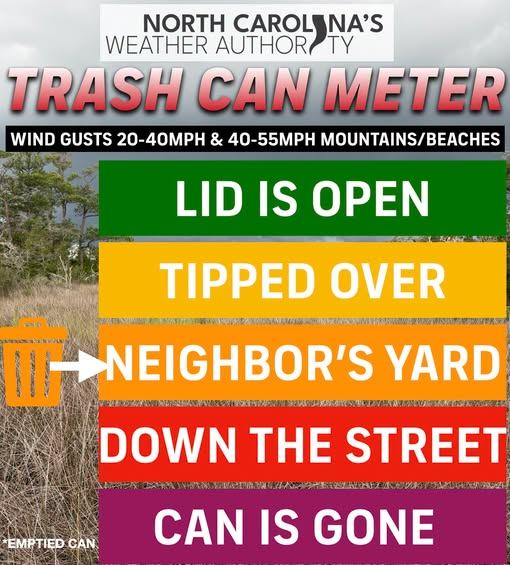 NORTH CAROLINA'S
WEATHER AUTHORITY
TRASH CAN METER
WIND GUSTS 20-40MPH & 40-55MPH MOUNTAINS/BEACHES
LID IS OPEN
TIPPED OVER
NEIGHBOR'S YARD
DOWN THE STREET
CAN IS GONE
*EMPTIED CAN